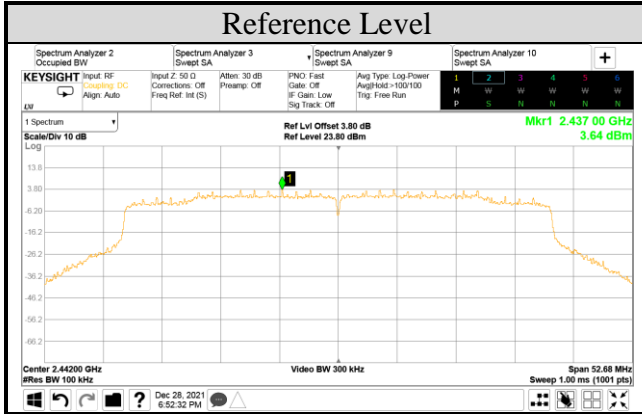 Reference Level
Spectrum Analyzer 2
Occupied BW
Spectrum Analyzer 3
Swept SA
Spectrum Analyzer 9
Swept SA
Spectrum Analyzer 10
Swept SA
+
KEYSIGHT
Input: RF
Coupling: DC
Align: Auto
Input Z: 50 Ω
Corrections: Off
Freq Ref: Int (S)
Atten: 30 dB
Preamp: Off
PNO: Fast
Gate: Off
IF Gain: Low
Sig Track: Off
Avg Type: Log-Power
Avg|Hold:>100/100
Trig: Free Run
1 2 3 4 5 6
M W W W W W
P S N N N N
LXI
1 Spectrum
Scale/Div 10 dB
Ref Lvl Offset 3.80 dB
Ref Level 23.80 dBm
Mkr1 2.437 00 GHz
3.64 dBm
Log
13.8
3.80
-6.20
-16.2
-26.2
-36.2
-46.2
-56.2
-66.2
1
Center 2.44200 GHz
#Res BW 100 kHz
Video BW 300 kHz
Span 52.68 MHz
Sweep 1.00 ms (1001 pts)
?
Dec 28, 2021
6:52:32 PM